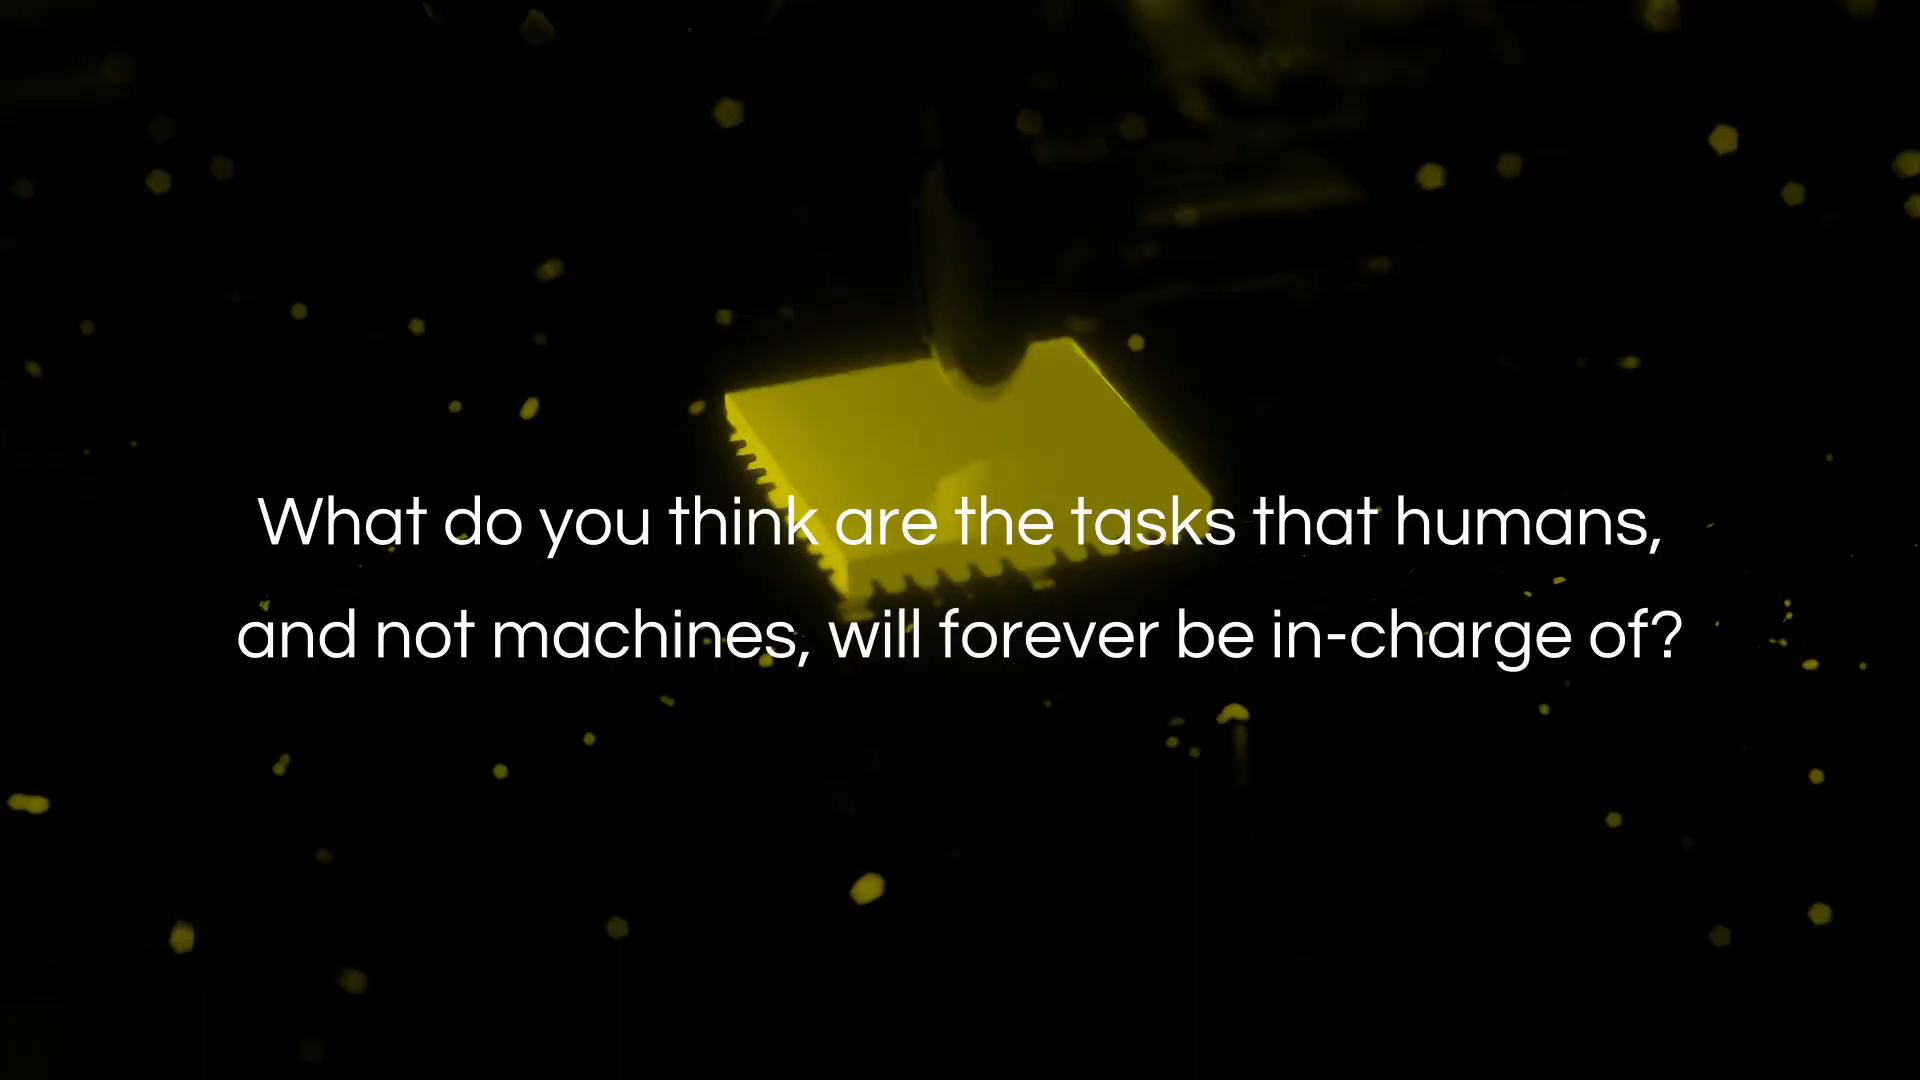 What do you think are the tasks that humans,
and not machines, will forever be in-charge of?